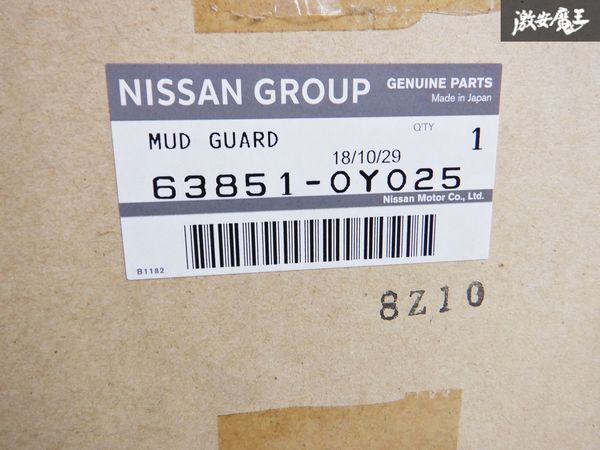 激安魔王
NISSAN GROUP
GENUINE PARTS
Made in Japan
MUD GUARD
Q'TY 1
18/10/29
63851-0Y025
Nissan Motor Co., Ltd.
B1182
8Z10